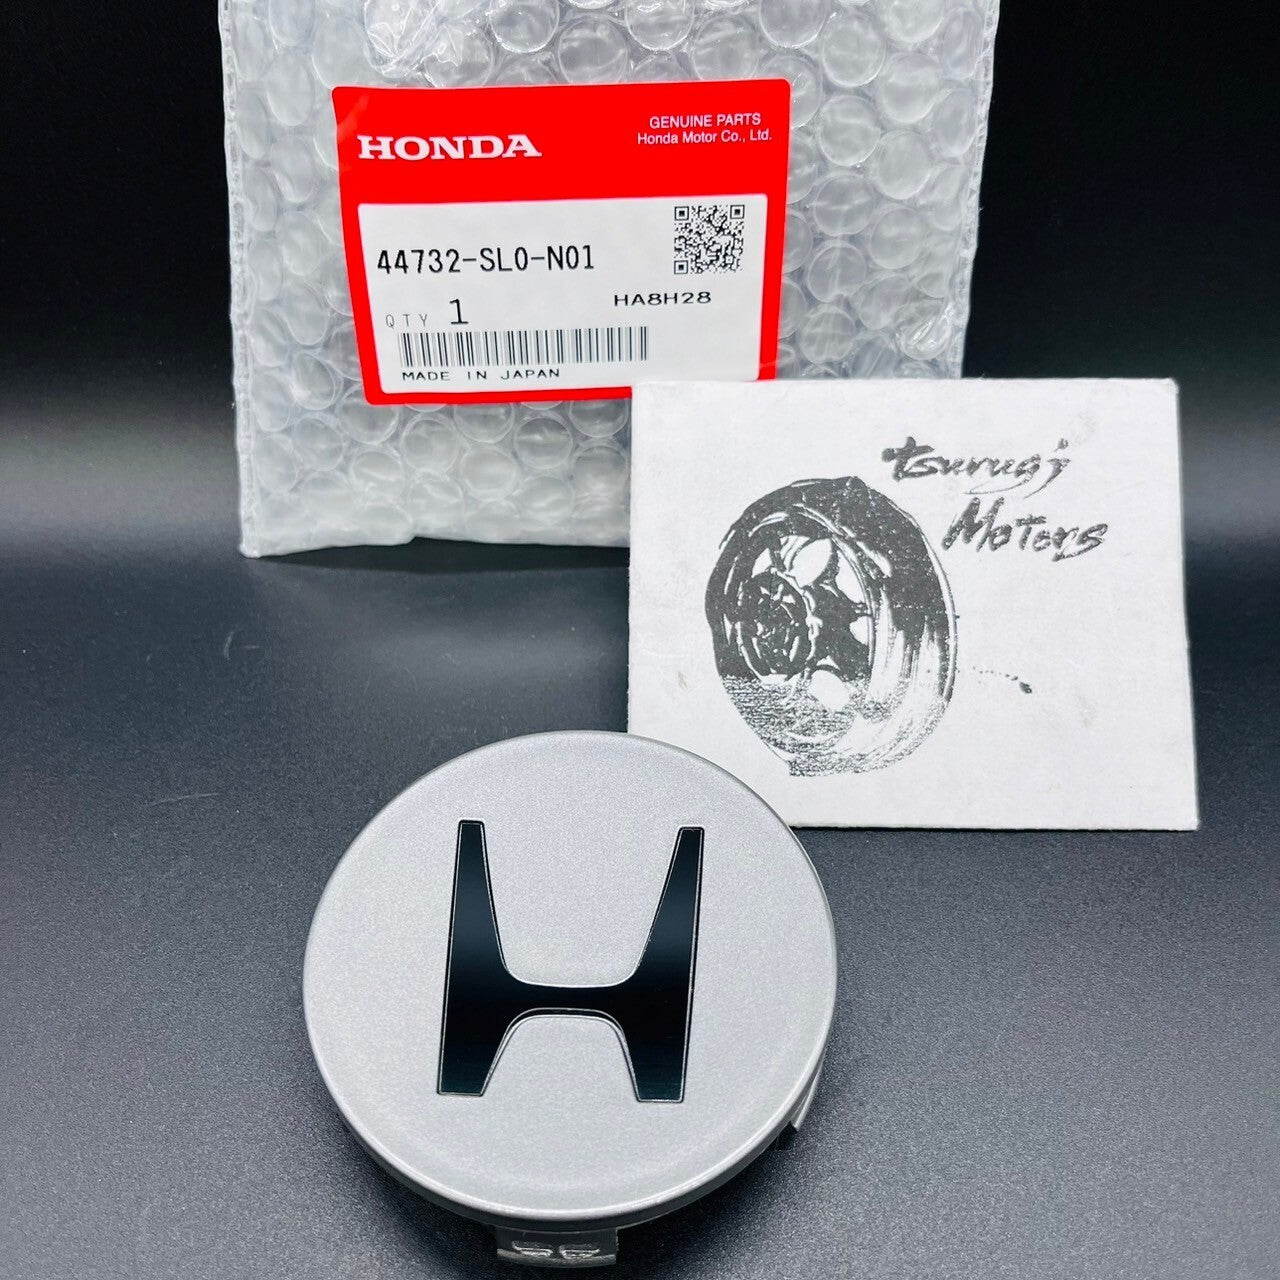 HONDA
GENUINE PARTS
Honda Motor Co., Ltd.
44732-SL0-N01
HA8H28
QTY 1
MADE IN JAPAN
tsurugi
Motors